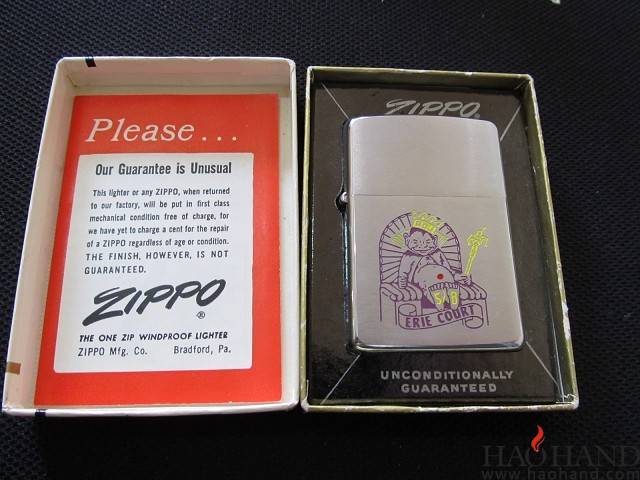 Please...
Our Guarantee is Unusual
This lighter or any ZIPPO, when returned
to our factory, will be put in first class
mechanical condition free of charge, for
we have yet to charge a cent for the repair
of a ZIPPO regardless of age or condition.
THE FINISH, HOWEVER, IS NOT
GUARANTEED.
ZIPPO®
THE ONE ZIP WINDPROOF LIGHTER
ZIPPO Mfg. Co. Bradford, Pa.
ZIPPO
ERIE COURT
UNCONDITIONALLY
GUARANTEED
HAOHAND
www.haohand.com